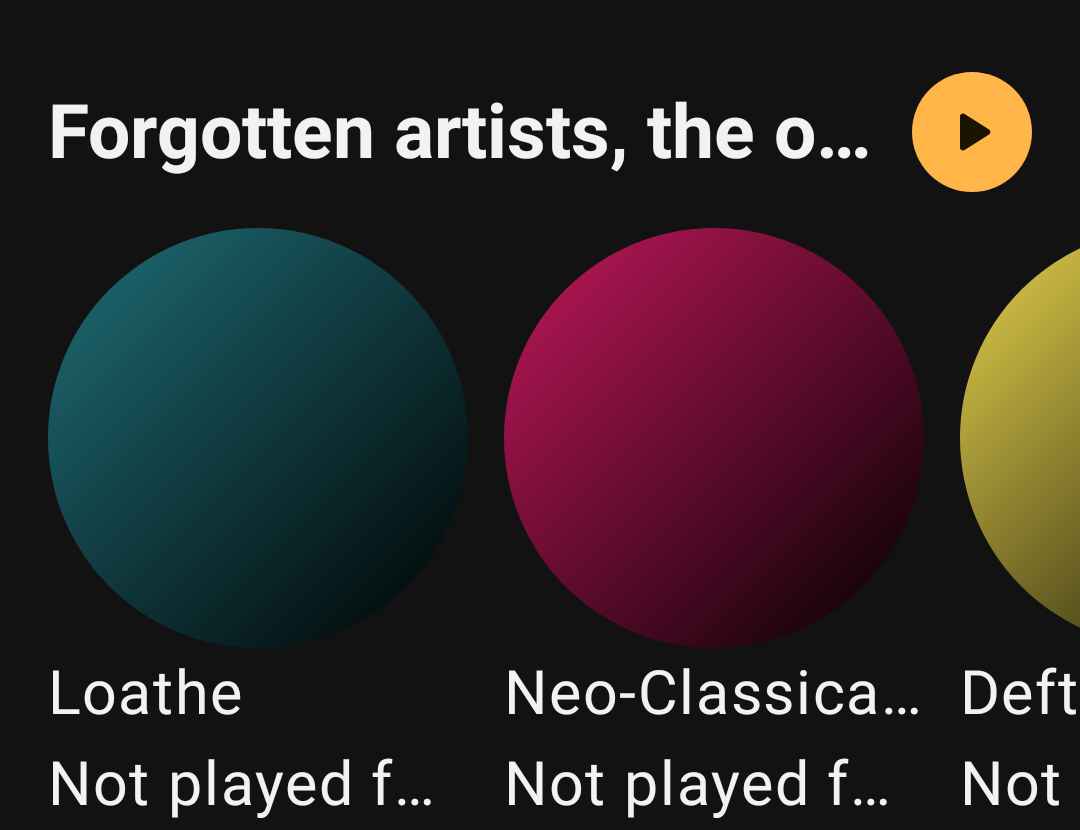 Forgotten artists, the o...
Loathe
Neo-Classica...
Deft
Not played f...
Not played f...
Not